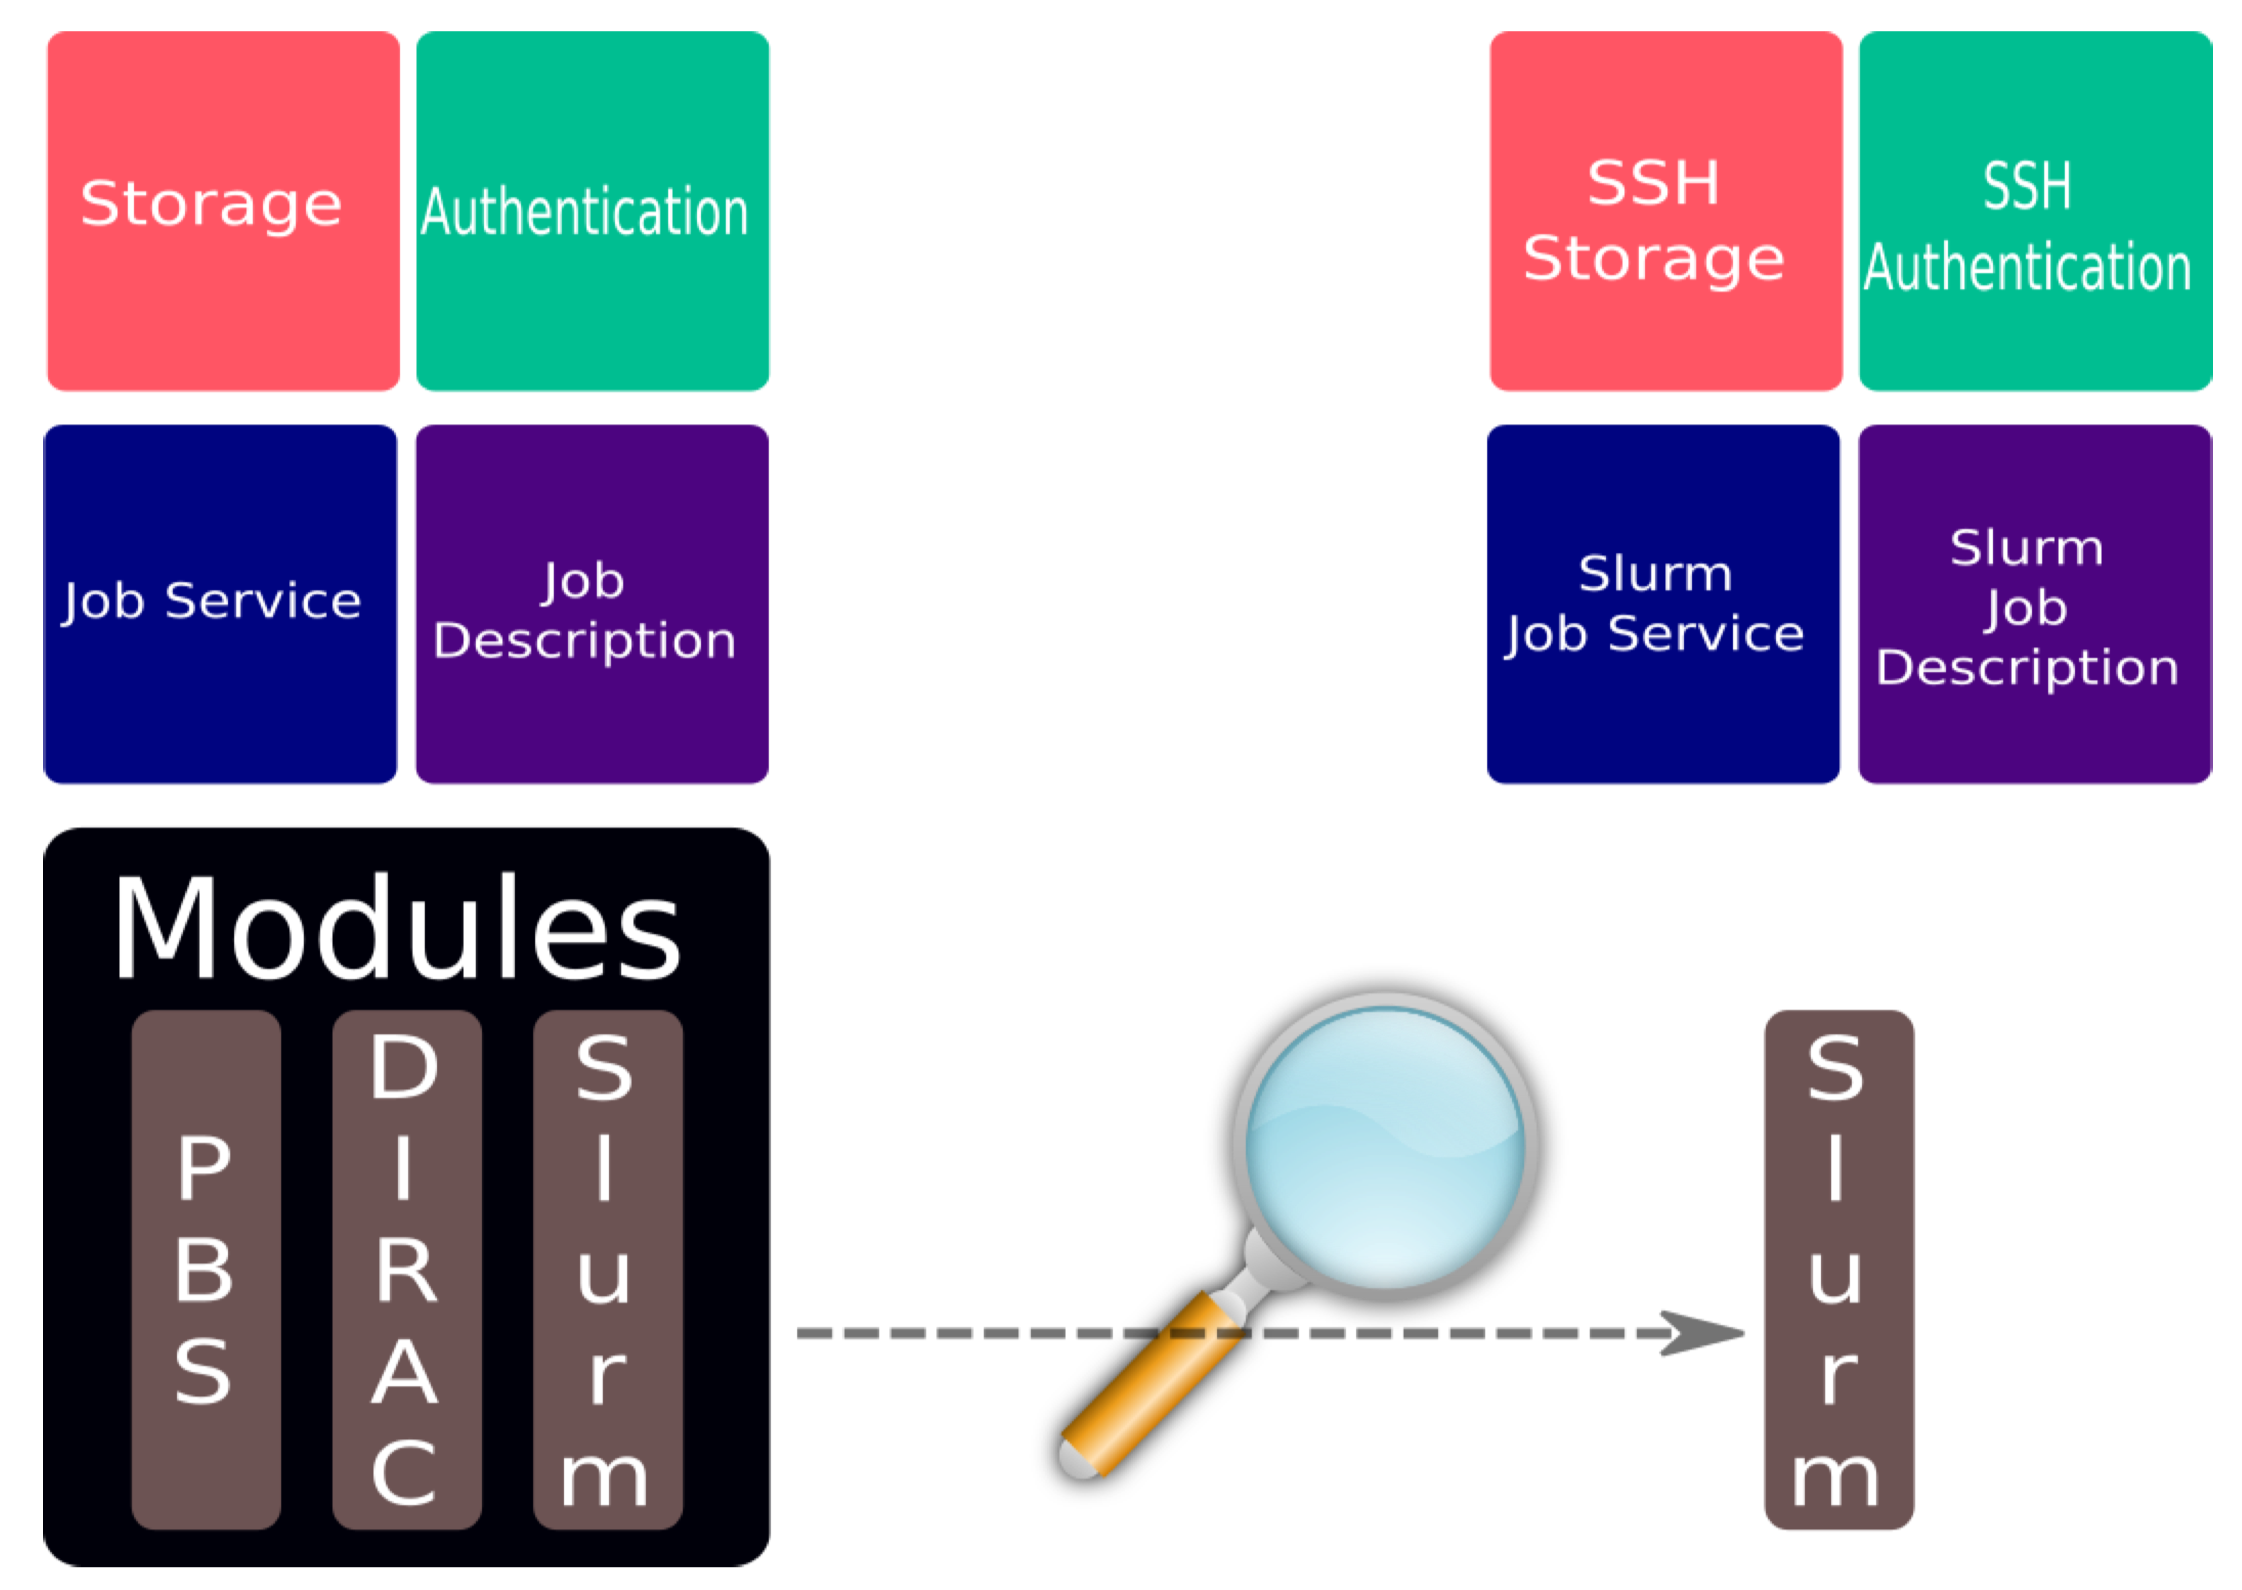 Storage
Authentication
Job Service
Job
Description
Modules
PBS
DIRAC
Slurm
SSH
Storage
SSH
Authentication
Slurm
Job Service
Slurm
Job
Description
Slurm